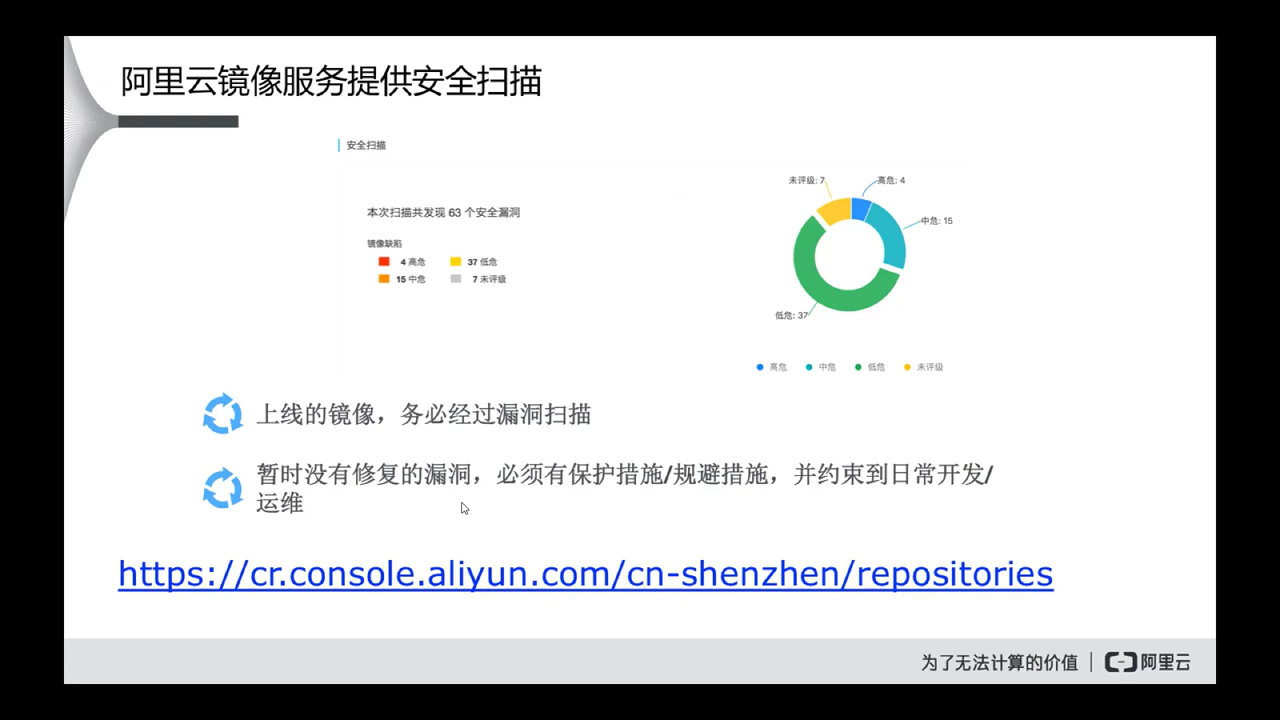 阿里云镜像服务提供安全扫描
安全扫描
本次扫描共发现 63 个安全漏洞
镜像缺陷
4 高危
37 低危
15 中危
7 未评级
未评级: 7
高危: 4
中危: 15
低危: 37
高危
中危
低危
未评级
上线的镜像，务必经过漏洞扫描
暂时没有修复的漏洞，必须有保护措施/规避措施，并约束到日常开发/
运维
https://cr.console.aliyun.com/cn-shenzhen/repositories
为了无法计算的价值
阿里云